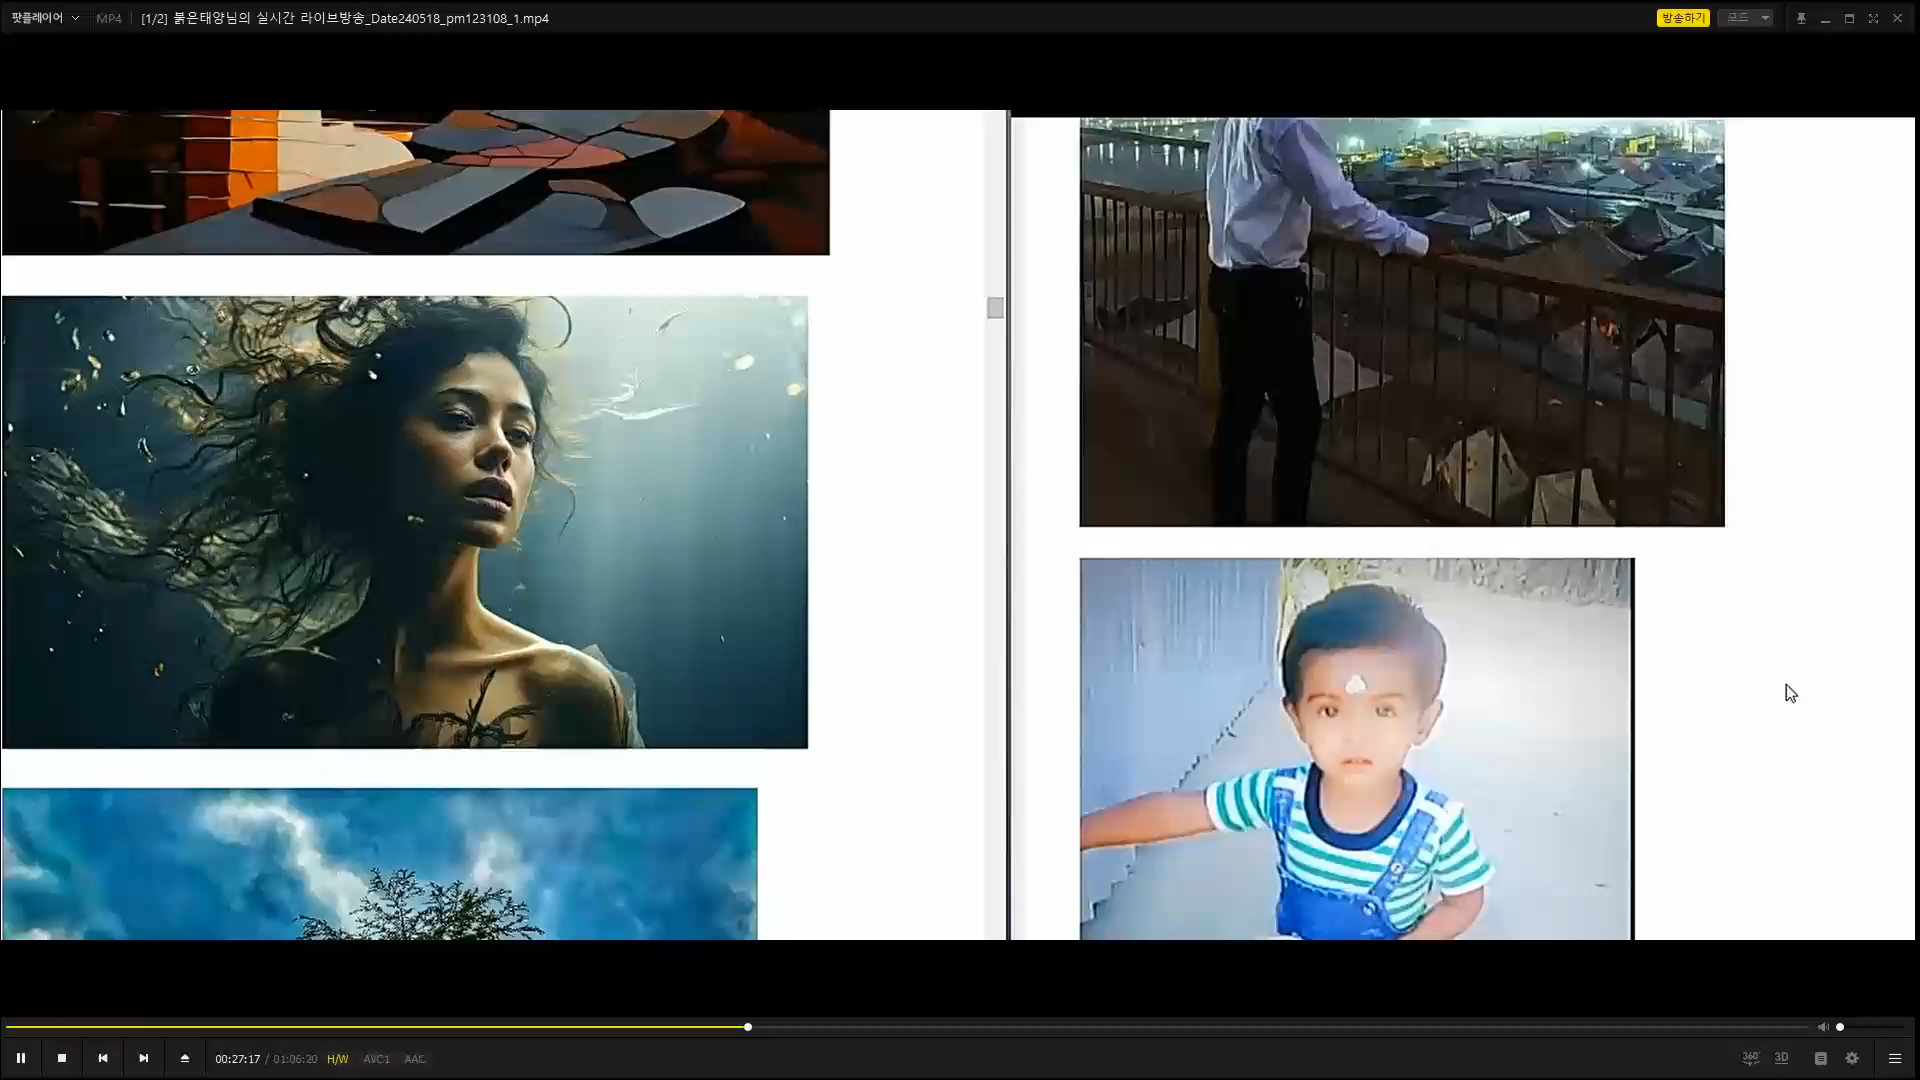 팟플레이어 MP4 [1/2] 붉은태양님의 실시간 라이브방송_Date240518_pm123108_1.mp4 방송하기 모드
00:27:17 / 01:06:20 H/W AVC1 AAC 360° 3D